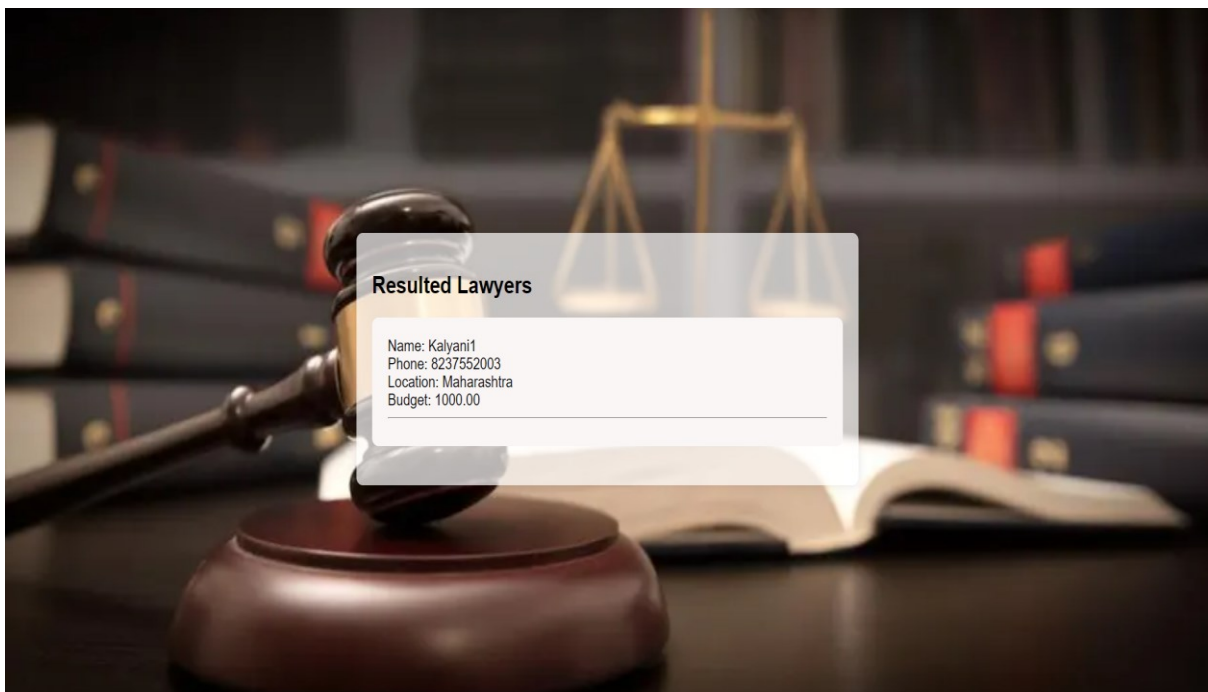 Resulted Lawyers
Name: Kalyani1
Phone: 8237552003
Location: Maharashtra
Budget: 1000.00